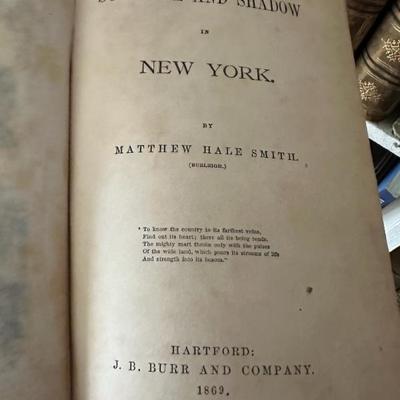 AND SHADOW
IN
NEW YORK.
BY
MATTHEW HALE SMITH.
(BURLEIGH.)
"To know the country to its farthest veins,
Find out its heart; there all its being tends.
The mighty mart throbs only with the pulses
Of the wide land, which pours its streams of life
And strength into its bosom."
HARTFORD:
J. B. BURR AND COMPANY.
1869.